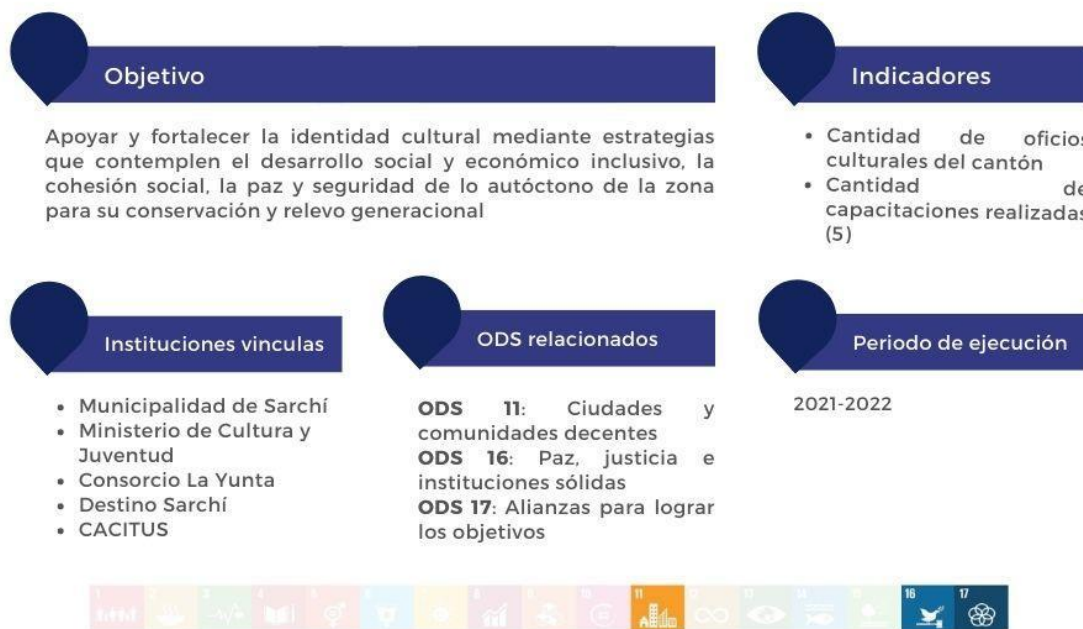 Objetivo
Apoyar y fortalecer la identidad cultural mediante estrategias
que contemplen el desarrollo social y económico inclusivo, la
cohesión social, la paz y seguridad de lo autóctono de la zona
para su conservación y relevo generacional
Indicadores
• Cantidad de oficios
culturales del cantón
• Cantidad de
capacitaciones realizadas
(5)
Instituciones vinculas
• Municipalidad de Sarchí
• Ministerio de Cultura y
Juventud
• Consorcio La Yunta
• Destino Sarchí
• CACITUS
ODS relacionados
ODS 11: Ciudades y
comunidades decentes
ODS 16: Paz, justicia e
instituciones sólidas
ODS 17: Alianzas para lograr
los objetivos
Periodo de ejecución
2021-2022
11 16 17